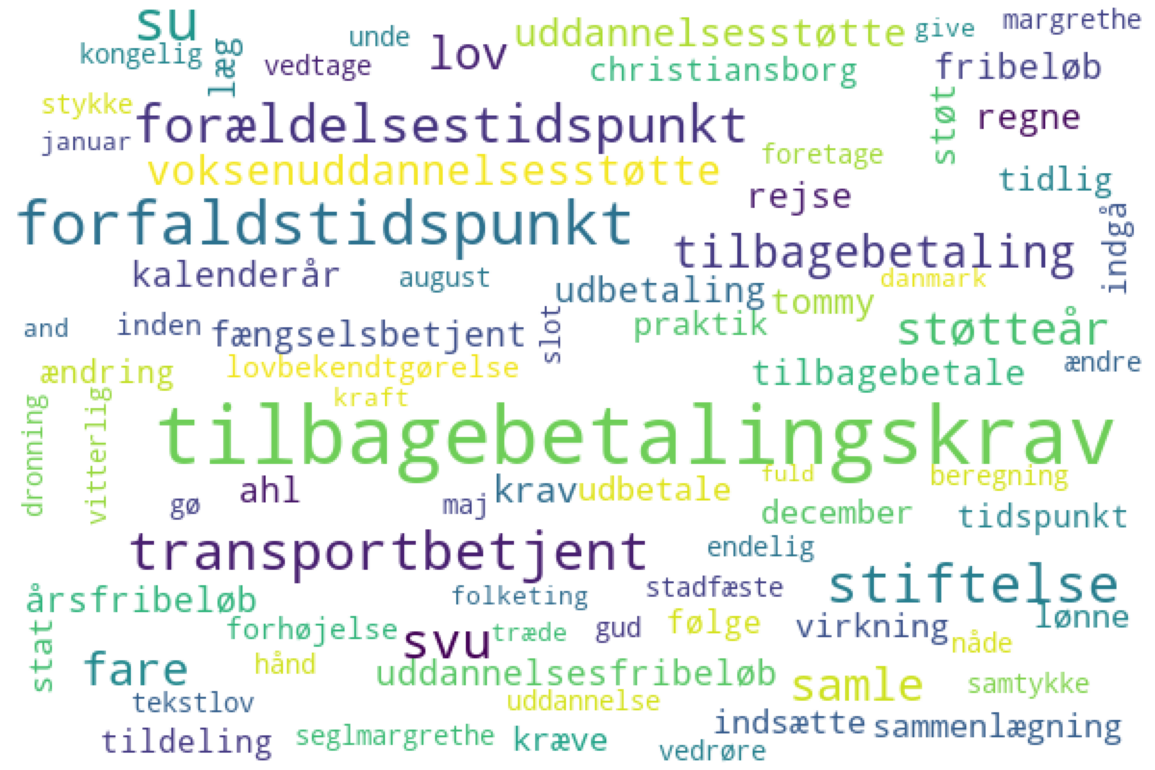 su
uddannelsesstøtte
give
margrethe
kongelig
læg
unde
vedtage
lov
christiansborg
fribeløb
stykke
januar
forældelsestidspunkt
støt
regne
voksenuddannelsesstøtte
foretage
rejse
tidlig
forfaldstidspunkt
tilbagebetaling
indgå
kalenderår
august
udbetaling
danmark
tommy
and
inden
fængselsbetjent
slot
praktik
støtteår
ændring
lovbekendtgørelse
tilbagebetale
ændre
kraft
dronning
vitterlig
tilbagebetalingskrav
gø
ahl
maj
krav
udbetale
fuld
beregning
december
tidspunkt
transportbetjent
endelig
årsfribeløb
folketing
stadfæste
stiftelse
lønne
stat
forhøjelse
svu
træde
gud
følge
virkning
nåde
fare
hånd
uddannelsesfribeløb
samle
samtykke
tekstlov
uddannelse
indsætte
sammenlægning
tildeling
seglmargrethe
kræve
vedrøre